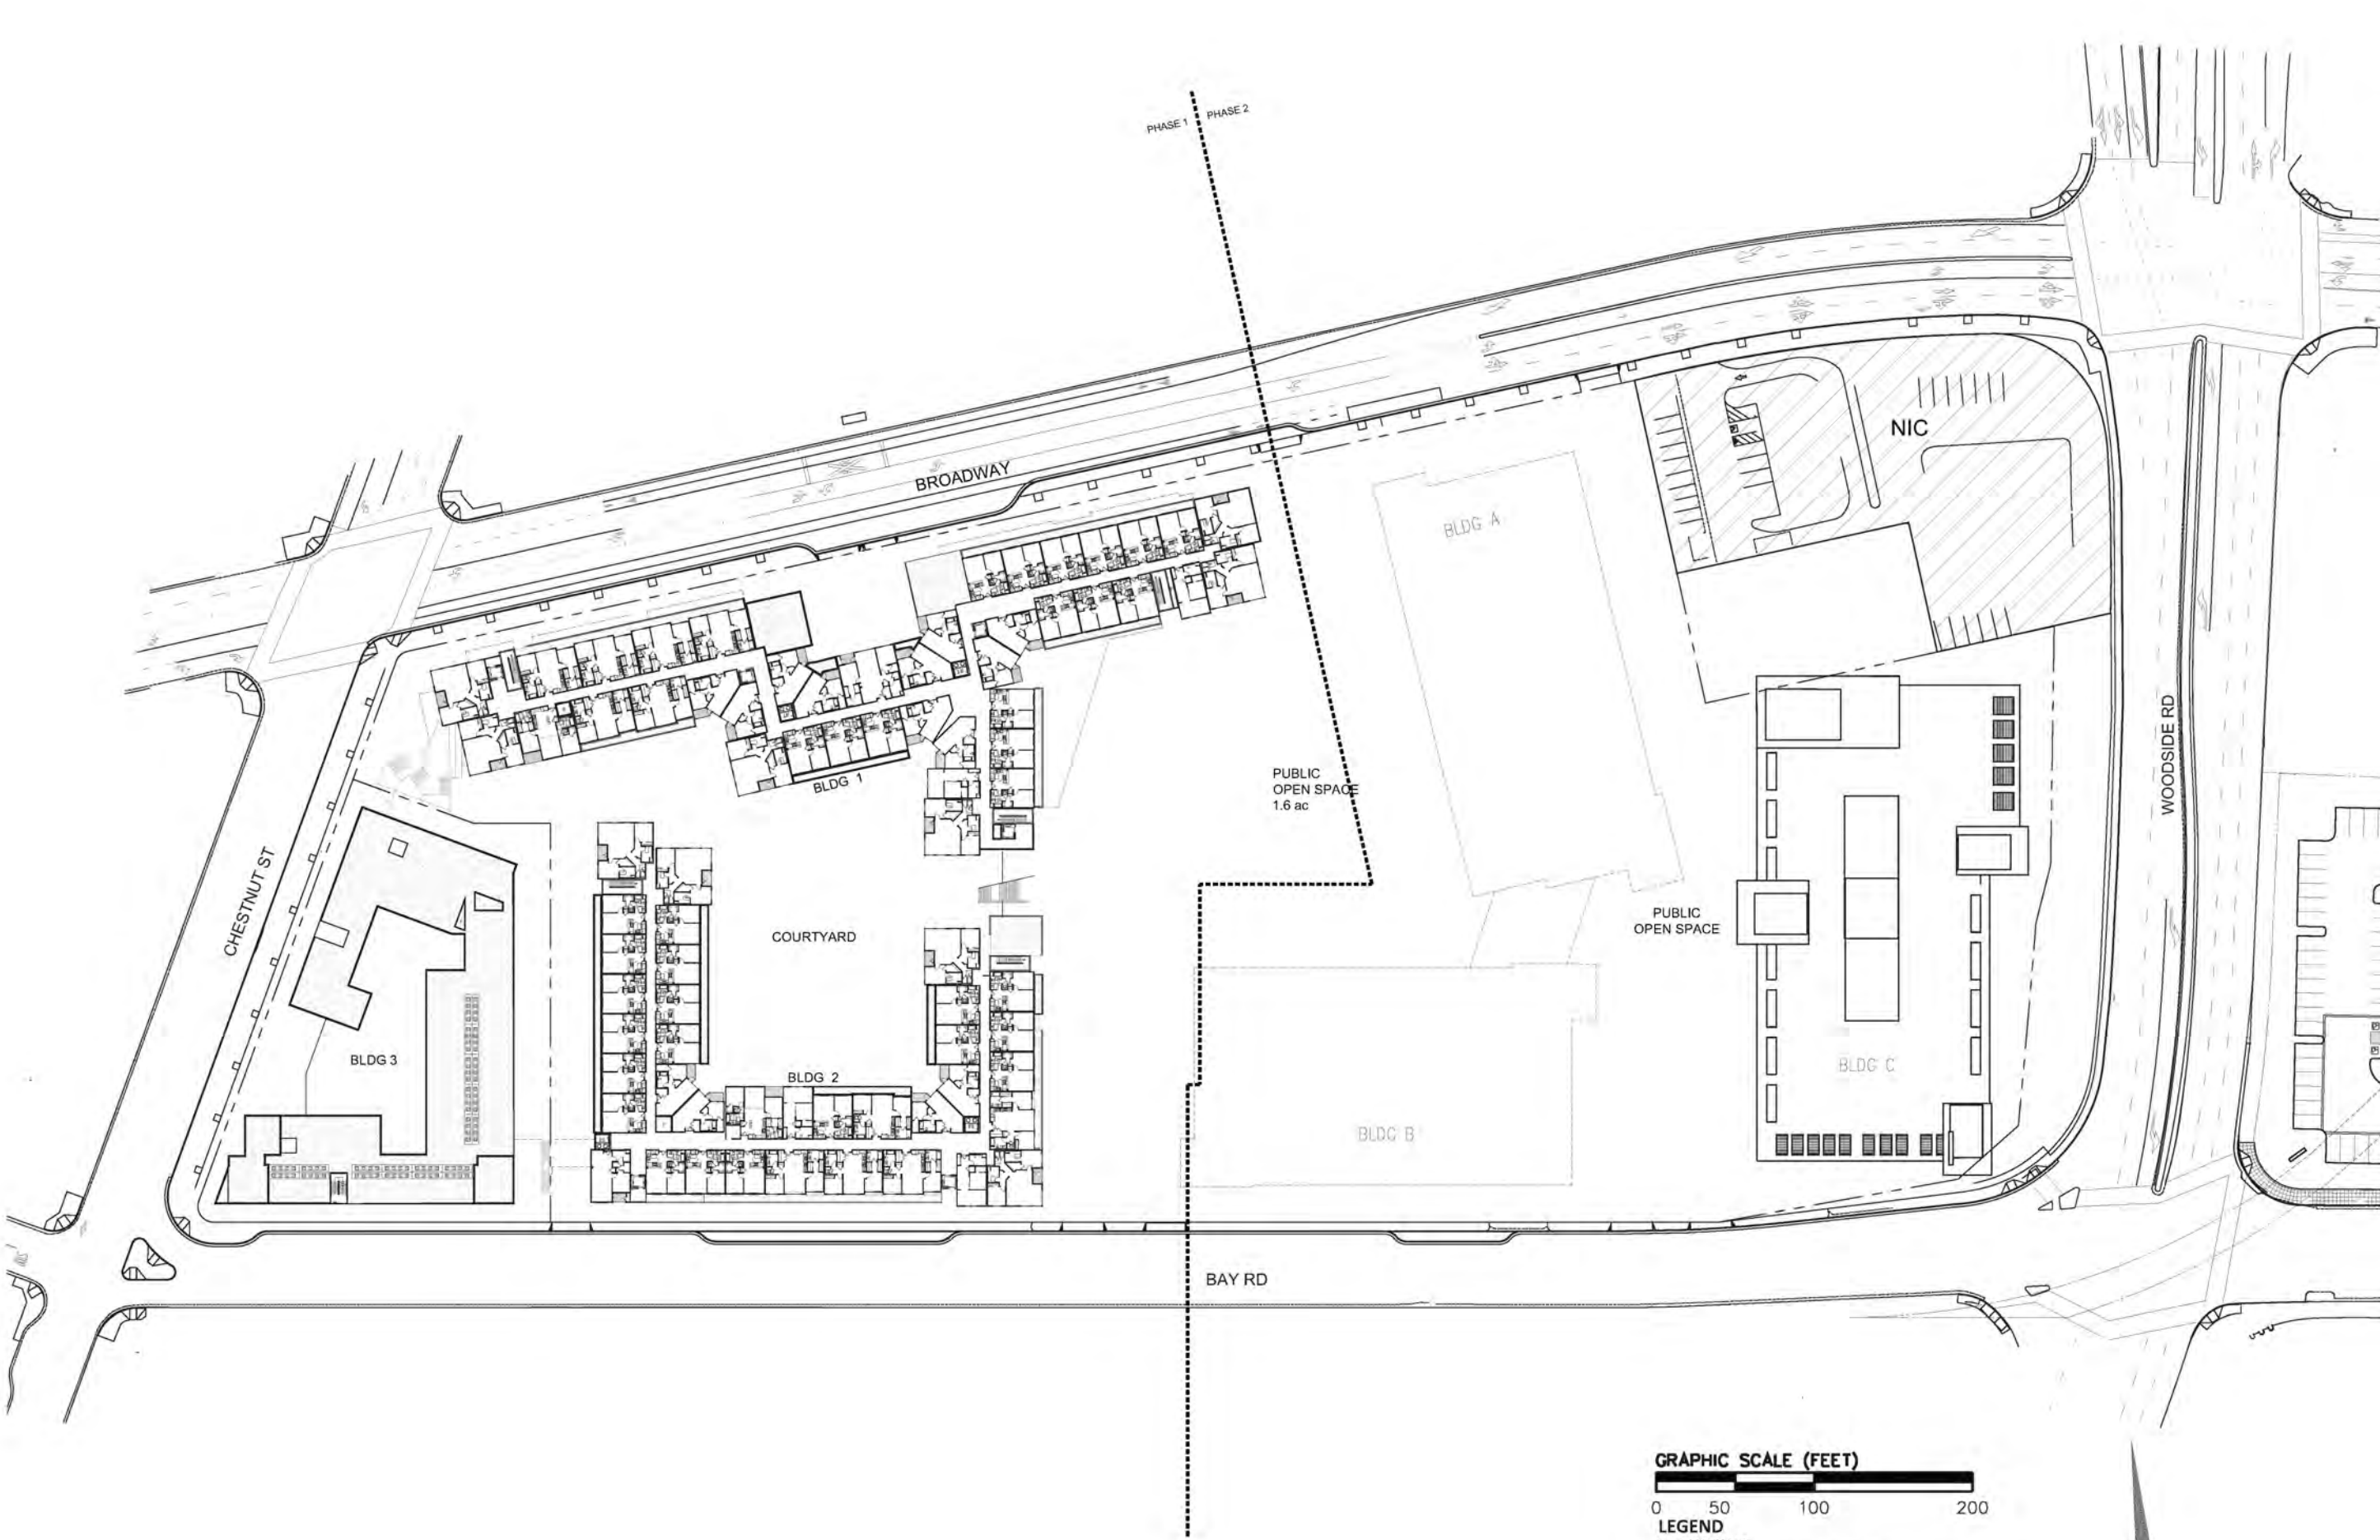 PHASE 1
PHASE 2
NIC
BROADWAY
BLDG A
WOODSIDE RD
BLDG 1
PUBLIC
OPEN SPACE
1.6 ac
CHESTNUT ST
PUBLIC
OPEN SPACE
COURTYARD
BLDG 3
BLDG 2
BLDG C
BLDG B
BAY RD
GRAPHIC SCALE (FEET)
0 50 100 200
LEGEND